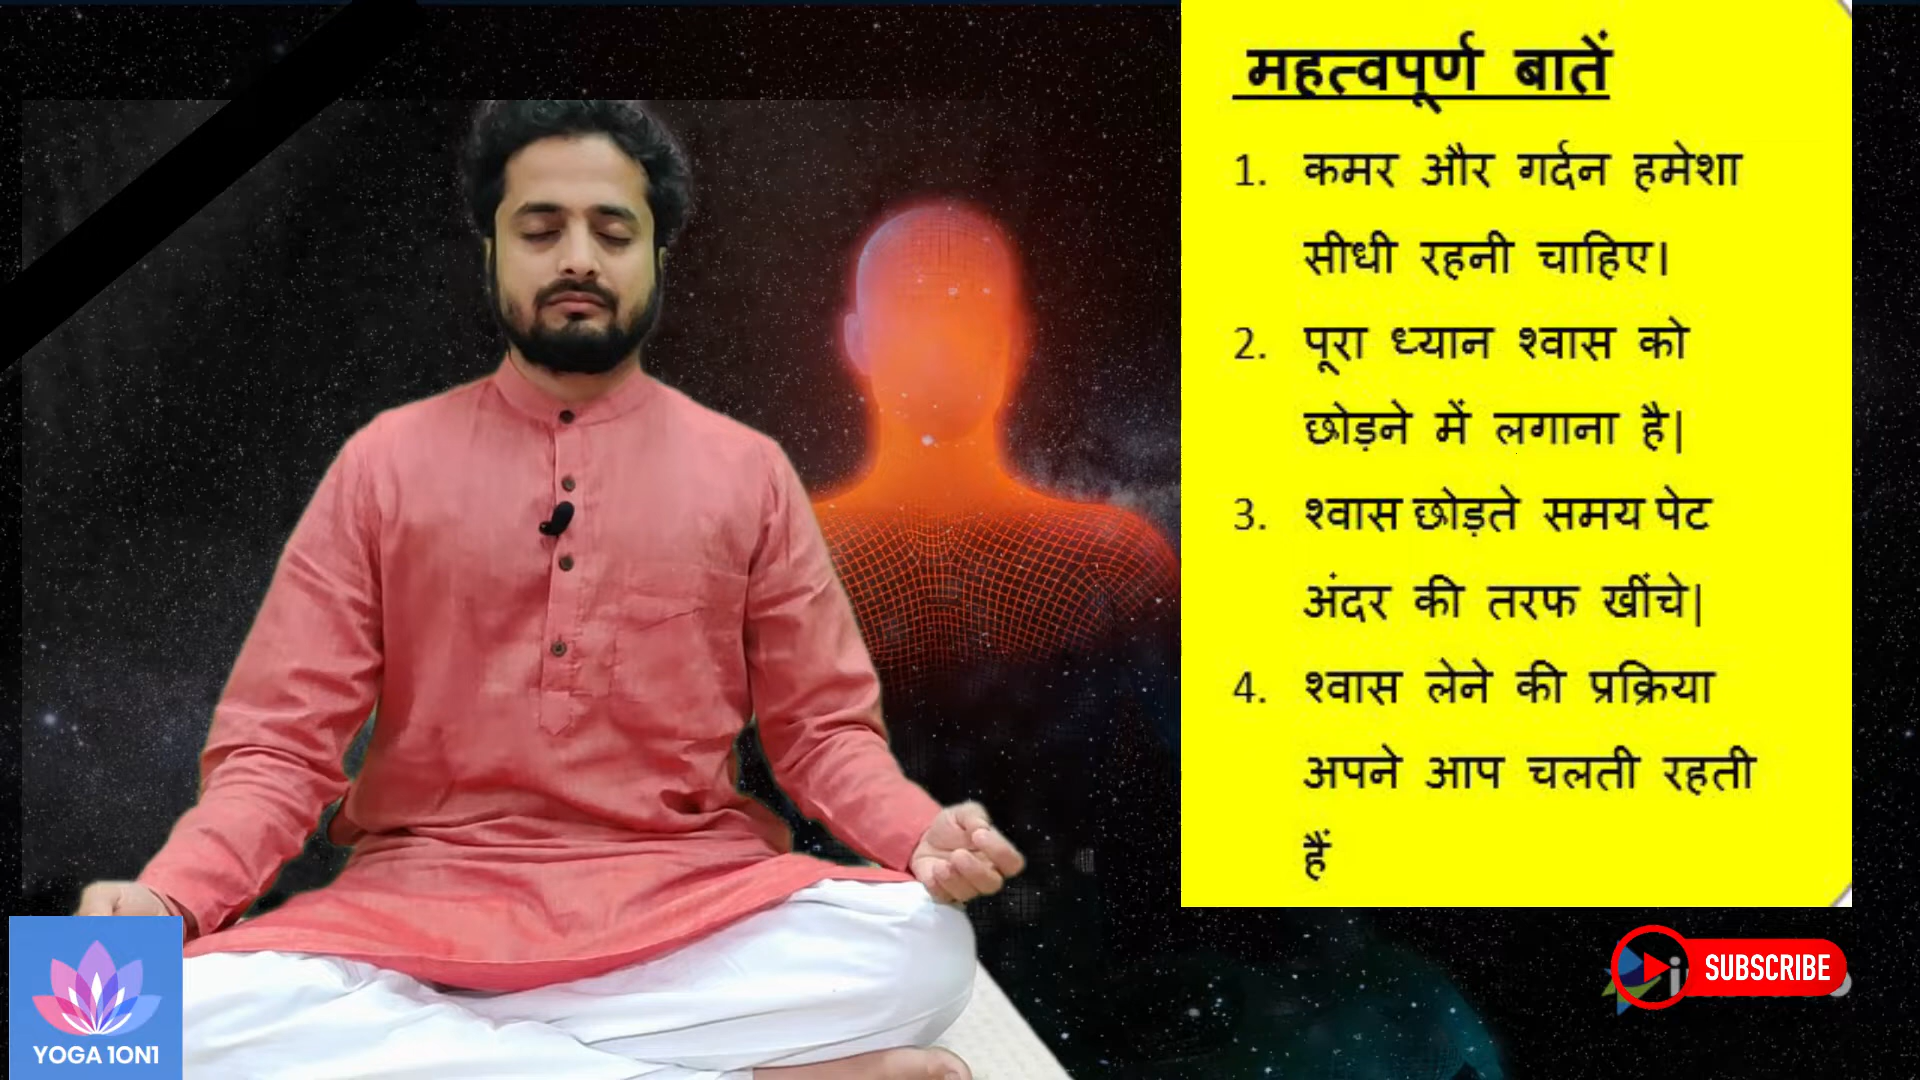 महत्वपूर्ण बातें
1. कमर और गर्दन हमेशा
सीधी रहनी चाहिए।
2. पूरा ध्यान श्वास को
छोड़ने में लगाना है|
3. श्वास छोड़ते समय पेट
अंदर की तरफ खींचे|
4. श्वास लेने की प्रक्रिया
अपने आप चलती रहती
हैं
SUBSCRIBE
YOGA 1ON1